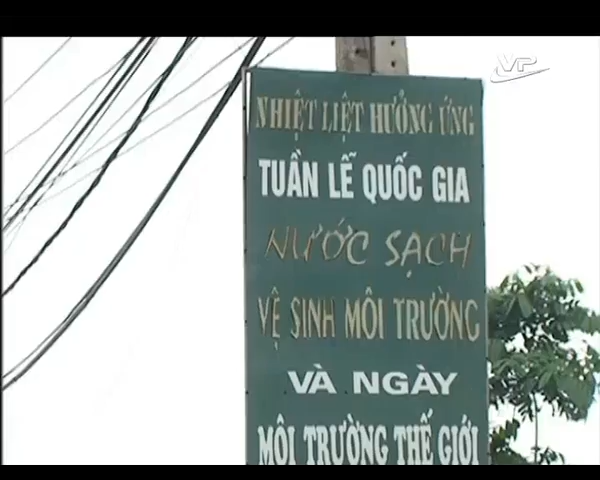 VP
NHIỆT LIỆT HƯỞNG ỨNG
TUẦN LỄ QUỐC GIA
NƯỚC SẠCH
VỆ SINH MÔI TRƯỜNG
VÀ NGÀY
MÔI TRƯỜNG THẾ GIỚI